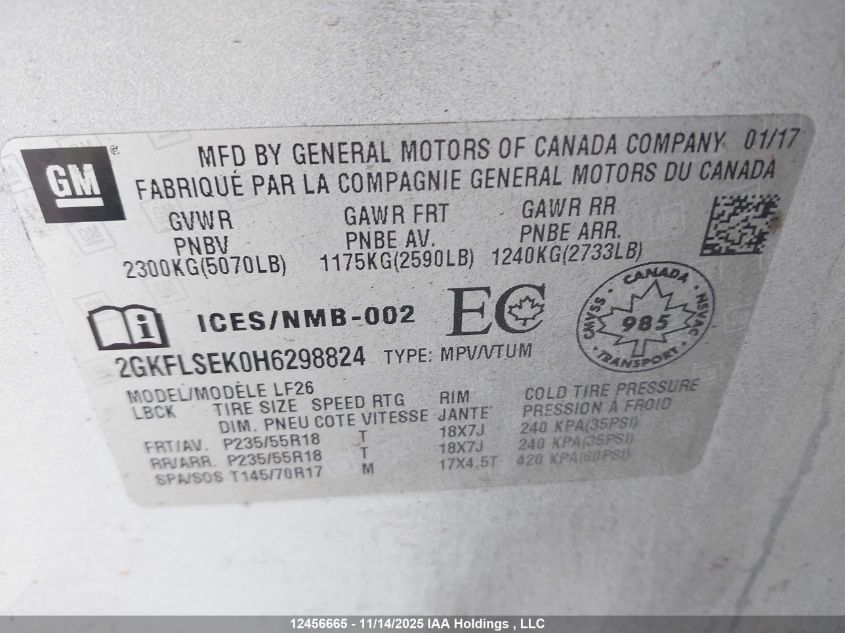 GM
MFD BY GENERAL MOTORS OF CANADA COMPANY 01/17
FABRIQUÉ PAR LA COMPAGNIE GENERAL MOTORS DU CANADA
GVWR GAWR FRT GAWR RR
PNBV PNBE AV. PNBE ARR.
2300KG(5070LB) 1175KG(2590LB) 1240KG(2733LB)
ICES/NMB-002 EC
CANADA
SSAMC 985 NSVAC
2GKFLSEK0H6298824 TYPE: MPV/VTUM
MODEL/MODÈLE LF26
LBCK TIRE SIZE SPEED RTG RIM COLD TIRE PRESSURE
DIM. PNEU COTE VITESSE JANTE PRESSION À FROID
FRT/AV. P235/55R18 T 18X7J 240 KPA(35PSI)
RR/ARR. P235/55R18 T 18X7J 240 KPA(35PSI)
SPA/SOS T145/70R17 M 17X4.5T 420 KPA(60PSI)
12456665 - 11/14/2025 IAA Holdings , LLC